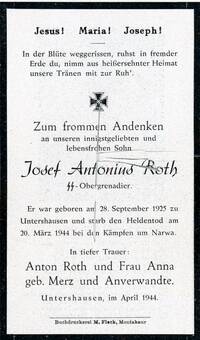 Jesus! Maria! Joseph!
In der Blüte weggerissen, ruhst in fremder
Erde du, nimm aus heißersehnter Heimat
unsere Tränen mit zur Ruh'.
Zum frommen Andenken
an unseren innigstgeliebten und
lebensfrohen Sohn
Josef Antonius Roth
SS-Obergrenadier.
Er war geboren am 28. September 1925 zu
Untershausen und starb den Heldentod am
20. März 1944 bei den Kämpfen um Narwa.
In tiefer Trauer:
Anton Roth und Frau Anna
geb. Merz und Anverwandte.
Untershausen, im April 1944.
Buchdruckerei M. Flach, Montabaur